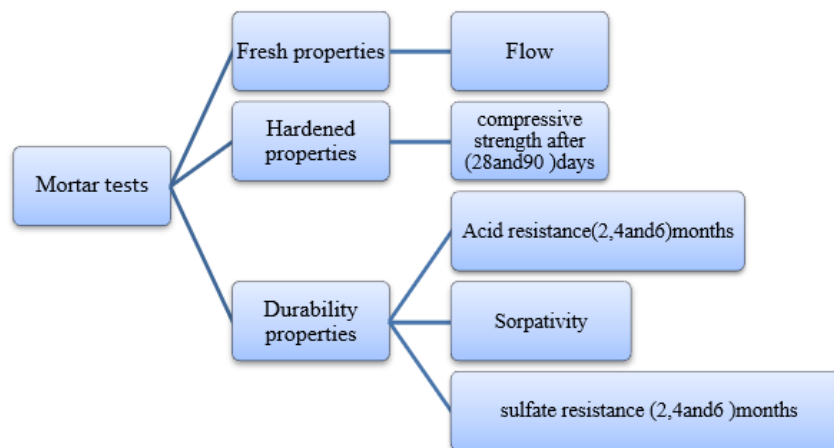 Mortar tests
Fresh properties
Flow
Hardened
properties
compressive
strength after
(28and90 )days
Durability
properties
Acid resistance(2,4and6)months
Sorpativity
sulfate resistance (2,4and6 )months